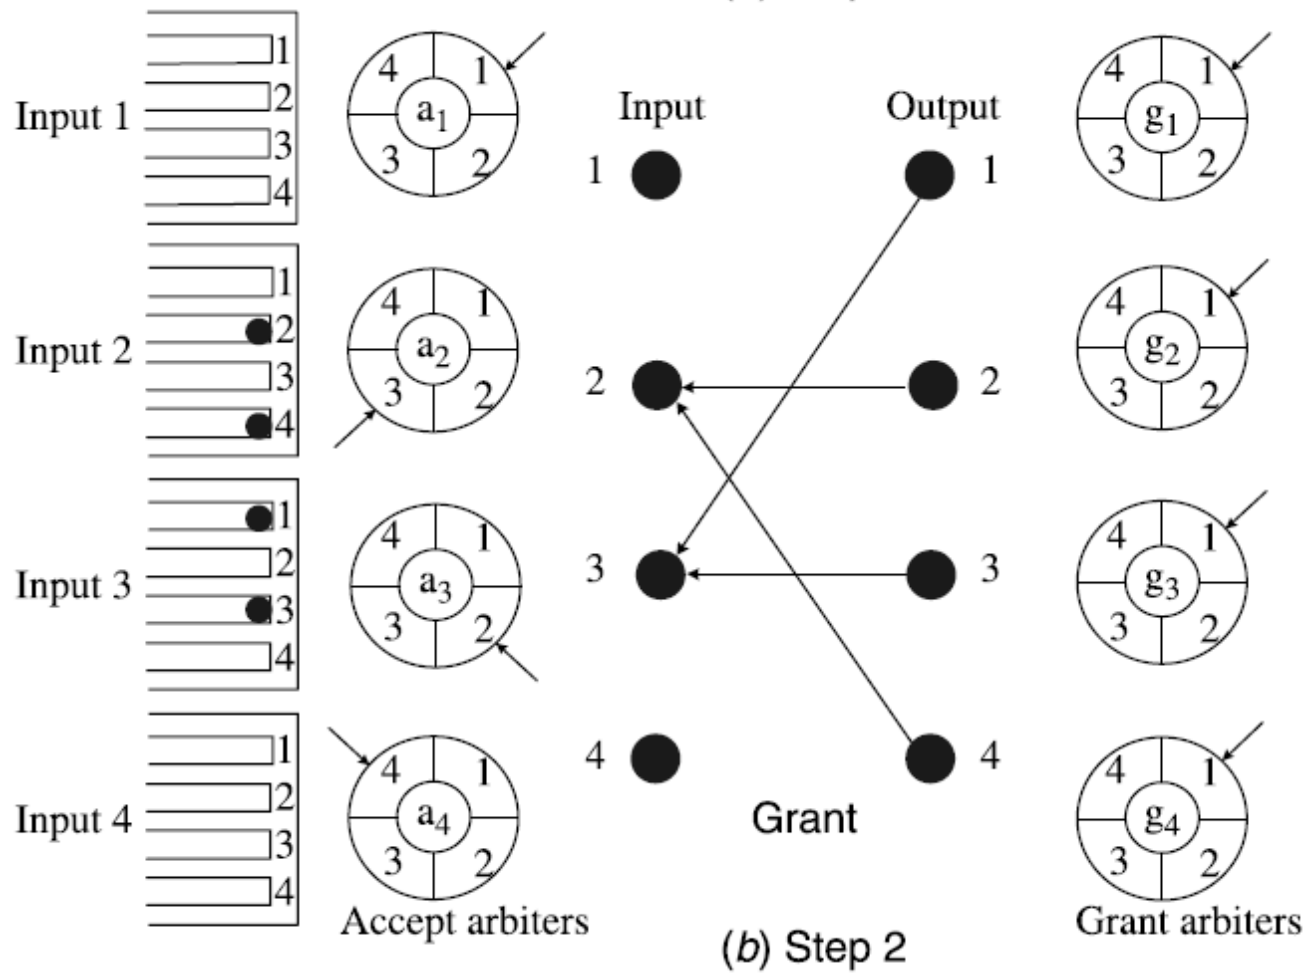 Input 1
1
2
3
4
4 1
a1
3 2
Input Output
1 1
4 1
g1
3 2
Input 2
1
2
3
4
4 1
a2
3 2
2 2
4 1
g2
3 2
Input 3
1
2
3
4
4 1
a3
3 2
3 3
4 1
g3
3 2
Input 4
1
2
3
4
4 1
a4
3 2
4 4
Grant
4 1
g4
3 2
Accept arbiters
Grant arbiters
(b) Step 2